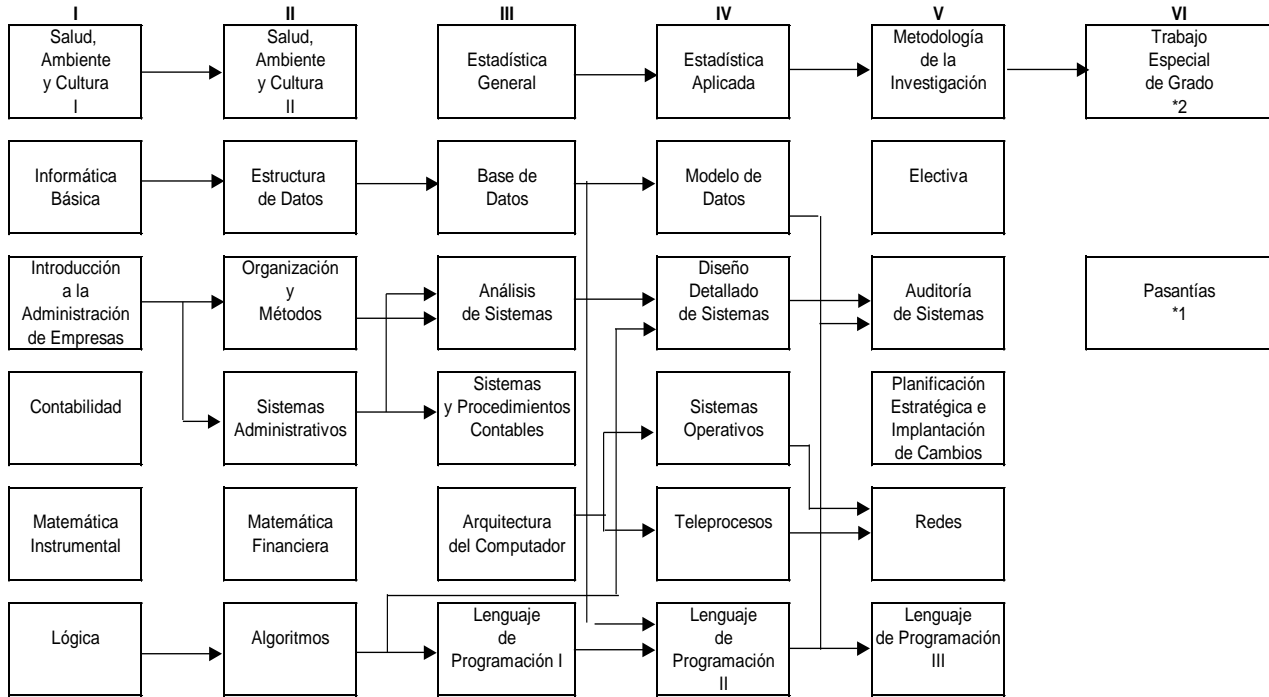 I
II
III
IV
V
VI
Salud,
Ambiente
y Cultura
I
Salud,
Ambiente
y Cultura
II
Estadística
General
Estadística
Aplicada
Metodología
de la
Investigación
Trabajo
Especial
de Grado
*2
Informática
Básica
Estructura
de Datos
Base de
Datos
Modelo de
Datos
Electiva
Introducción
a la
Administración
de Empresas
Organización
y
Métodos
Análisis
de Sistemas
Diseño
Detallado
de Sistemas
Auditoría
de Sistemas
Pasantías
*1
Contabilidad
Sistemas
Administrativos
Sistemas
y Procedimientos
Contables
Sistemas
Operativos
Planificación
Estratégica e
Implantación
de Cambios
Matemática
Instrumental
Matemática
Financiera
Arquitectura
del Computador
Teleprocesos
Redes
Lógica
Algoritmos
Lenguaje
de
Programación I
Lenguaje
de
Programación
II
Lenguaje
de Programación
III